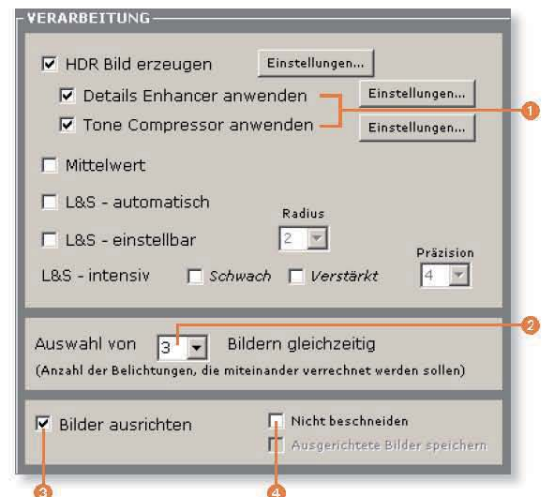 VERARBEITUNG
HDR Bild erzeugen Einstellungen...
Details Enhancer anwenden Einstellungen...
1
Tone Compressor anwenden Einstellungen...
Mittelwert
L&S - automatisch
Radius
L&S - einstellbar 2
Präzision
L&S - intensiv Schwach Verstärkt 4
2
Auswahl von 3 Bildern gleichzeitig
(Anzahl der Belichtungen, die miteinander verrechnet werden sollen)
Bilder ausrichten Nicht beschneiden
Ausgerichtete Bilder speichern
3 4